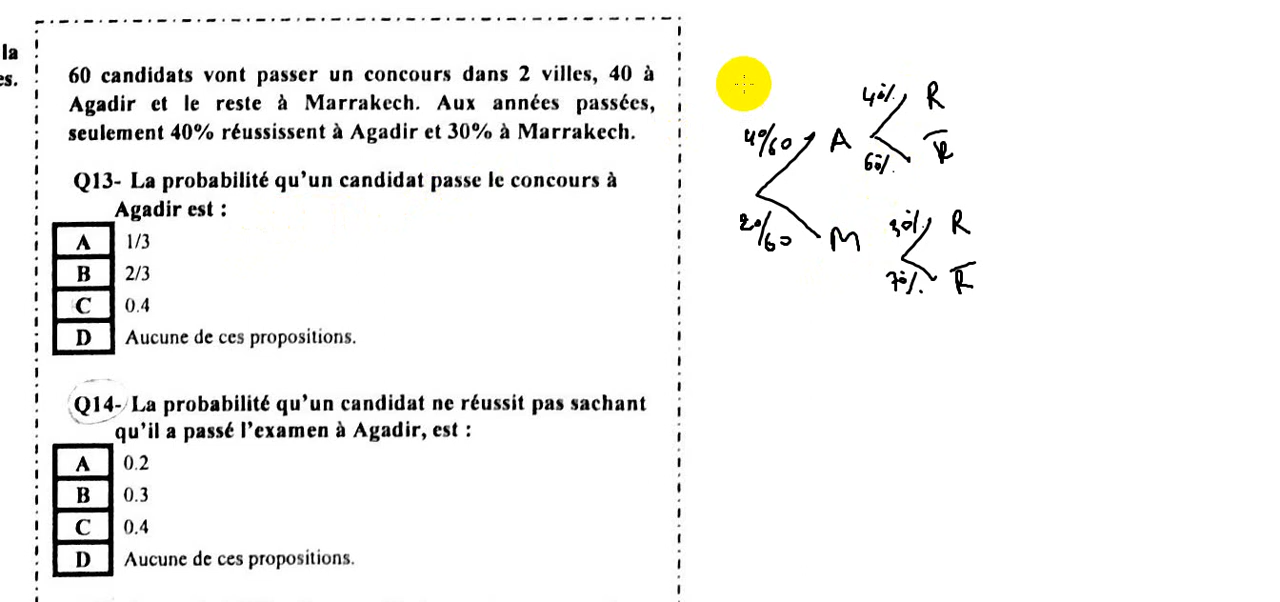 la
es.
60 candidats vont passer un concours dans 2 villes, 40 à
Agadir et le reste à Marrakech. Aux années passées,
seulement 40% réussissent à Agadir et 30% à Marrakech.
Q13- La probabilité qu'un candidat passe le concours à
Agadir est :
A 1/3
B 2/3
C 0.4
D Aucune de ces propositions.
Q14- La probabilité qu'un candidat ne réussit pas sachant
qu'il a passé l'examen à Agadir, est :
A 0.2
B 0.3
C 0.4
D Aucune de ces propositions.
40% R
40/60 A
60% R̅
20/60 M
30% R
70% R̅